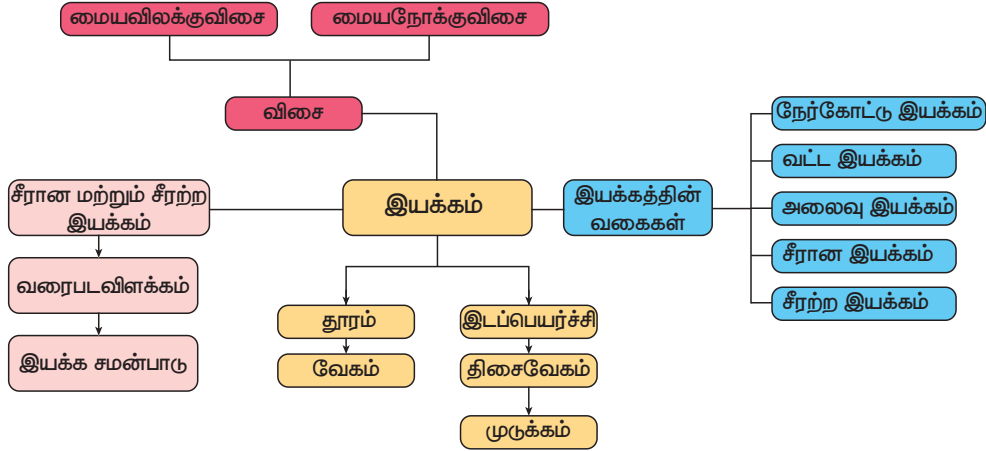 மையவிலக்குவிசை
மையநோக்குவிசை
விசை
நேர்கோட்டு இயக்கம்
வட்ட இயக்கம்
சீரான மற்றும் சீரற்ற
இயக்கம்
இயக்கம்
இயக்கத்தின்
வகைகள்
அலைவு இயக்கம்
சீரான இயக்கம்
சீரற்ற இயக்கம்
வரைபடவிளக்கம்
தூரம்
இடப்பெயர்ச்சி
இயக்க சமன்பாடு
வேகம்
திசைவேகம்
முடுக்கம்